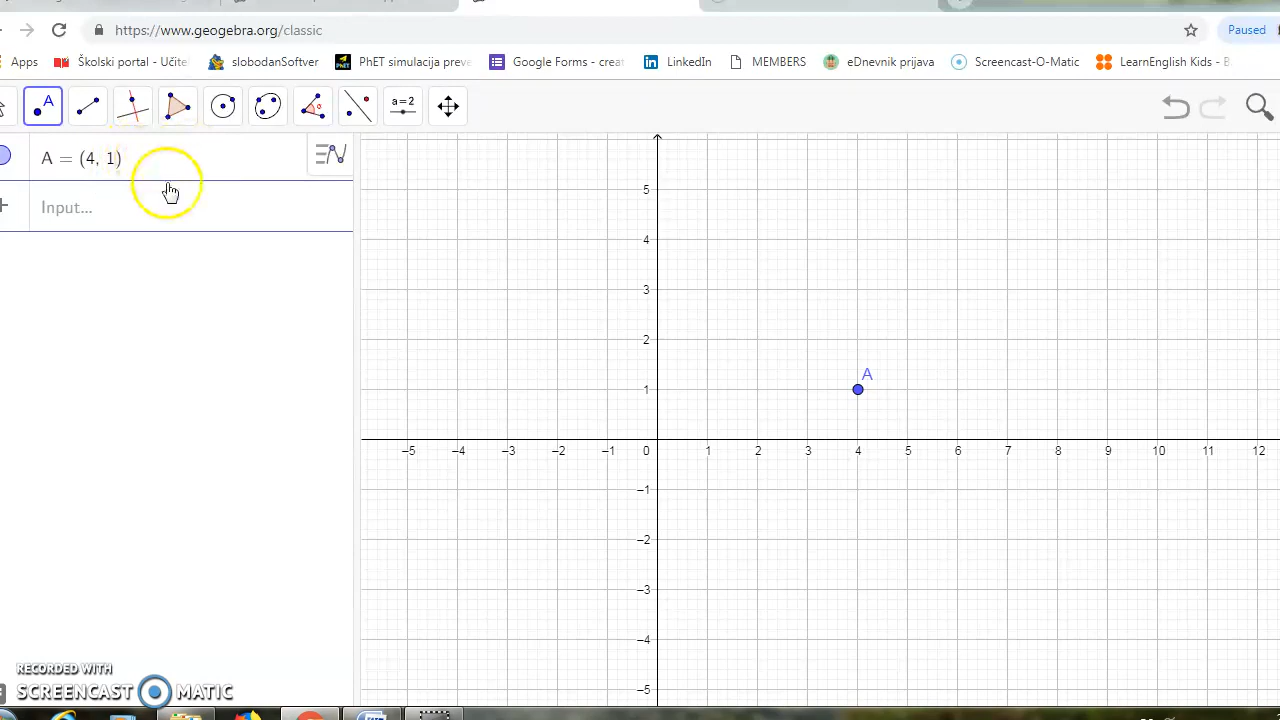 https://www.geogebra.org/classic
Paused
Apps
Školski portal - Učite
slobodanSoftver
PhET simulacija preve
Google Forms - creat
LinkedIn
MEMBERS
eDnevnik prijava
Screencast-O-Matic
LearnEnglish Kids - B
A
a=2
A = (4, 1)
Input...
5
4
3
2
A
1
−5 −4 −3 −2 −1 0 1 2 3 4 5 6 7 8 9 10 11 12
−1
−2
−3
−4
−5
RECORDED WITH
SCREENCAST MATIC